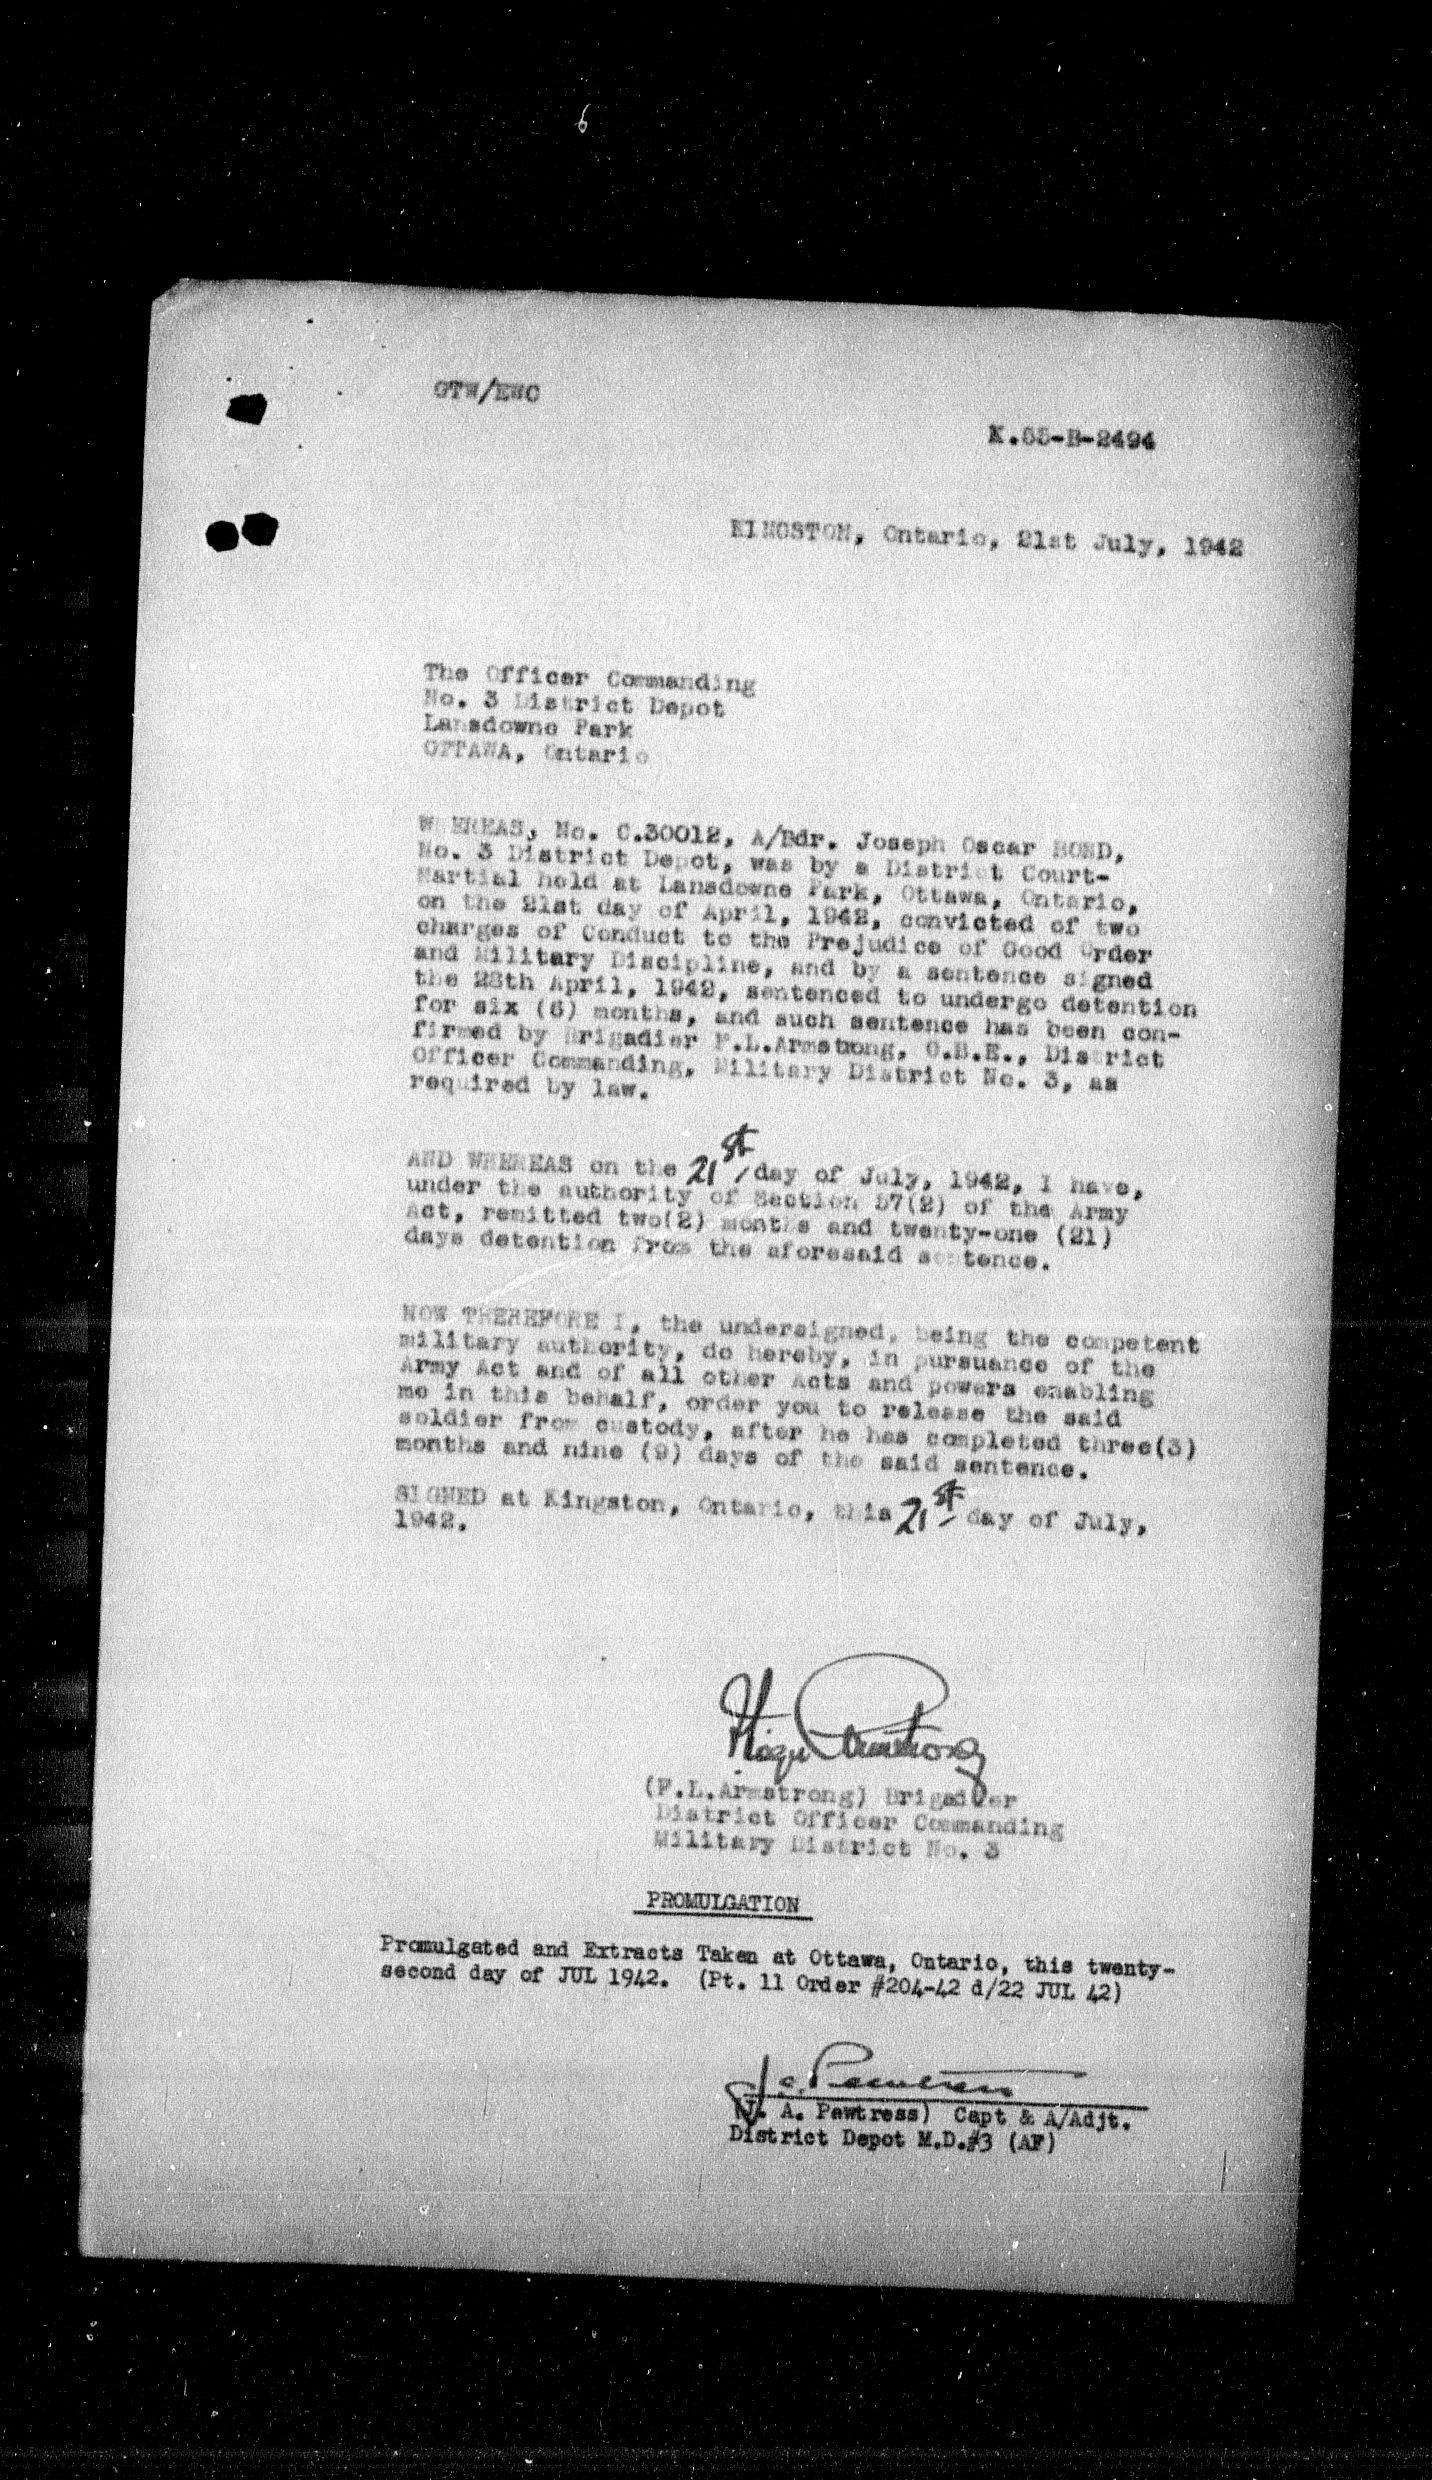 GTW/EWC
K.65-B-2494
KINGSTON, Ontario, 21st July, 1942
The Officer Commanding
No. 3 District Depot
Lansdowne Park
OTTAWA, Ontario
WHEREAS, No. C.30012, A/Bdr. Joseph Oscar BOND,
No. 3 District Depot, was by a District Court-
Martial held at Lansdowne Park, Ottawa, Ontario,
on the 21st day of April, 1942, convicted of two
charges of Conduct to the Prejudice of Good Order
and Military Discipline, and by a sentence signed
the 28th April, 1942, sentenced to undergo detention
for six (6) months, and such sentence has been con-
firmed by Brigadier F.L.Armstrong, O.B.E., District
Officer Commanding, Military District No. 3, as
required by law.
AND WHEREAS on the 21st day of July, 1942, I have,
under the authority of Section 57(2) of the Army
Act, remitted two(2) months and twenty-one (21)
days detention from the aforesaid sentence.
NOW THEREFORE I, the undersigned, being the competent
military authority, do hereby, in pursuance of the
Army Act and of all other Acts and powers enabling
me in this behalf, order you to release the said
soldier from custody, after he has completed three(3)
months and nine (9) days of the said sentence.
SIGNED at Kingston, Ontario, this 21st day of July,
1942.
Armstrong
(F.L.Armstrong) Brigadier
District Officer Commanding
Military District No. 3
PROMULGATION
Promulgated and Extracts Taken at Ottawa, Ontario, this twenty-
second day of JUL 1942. (Pt. 11 Order #204-42 d/22 JUL 42)
(J. A. Pewtress) Capt & A/Adjt.
District Depot M.D.#3 (AF)